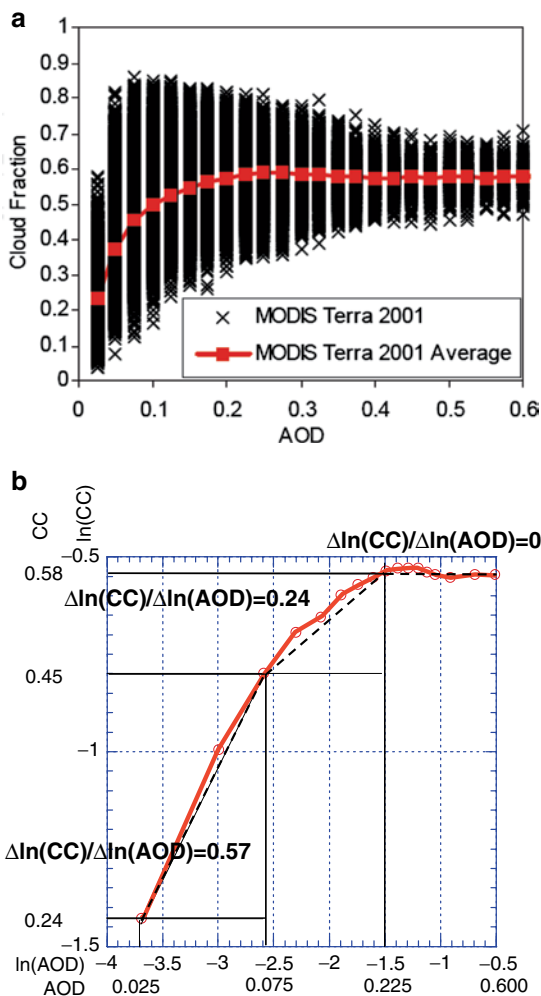 a
1
0.9
0.8
0.7
0.6
0.5
0.4
0.3
0.2
0.1
0
Cloud Fraction
MODIS Terra 2001
MODIS Terra 2001 Average
0 0.1 0.2 0.3 0.4 0.5 0.6
AOD
b
CC
ln(CC)
Δln(CC)/Δln(AOD)=0
−0.5
0.58
Δln(CC)/Δln(AOD)=0.24
0.45
−1
Δln(CC)/Δln(AOD)=0.57
0.24
−1.5
ln(AOD) −4 −3.5 −3 −2.5 −2 −1.5 −1 −0.5
AOD 0.025 0.075 0.225 0.600